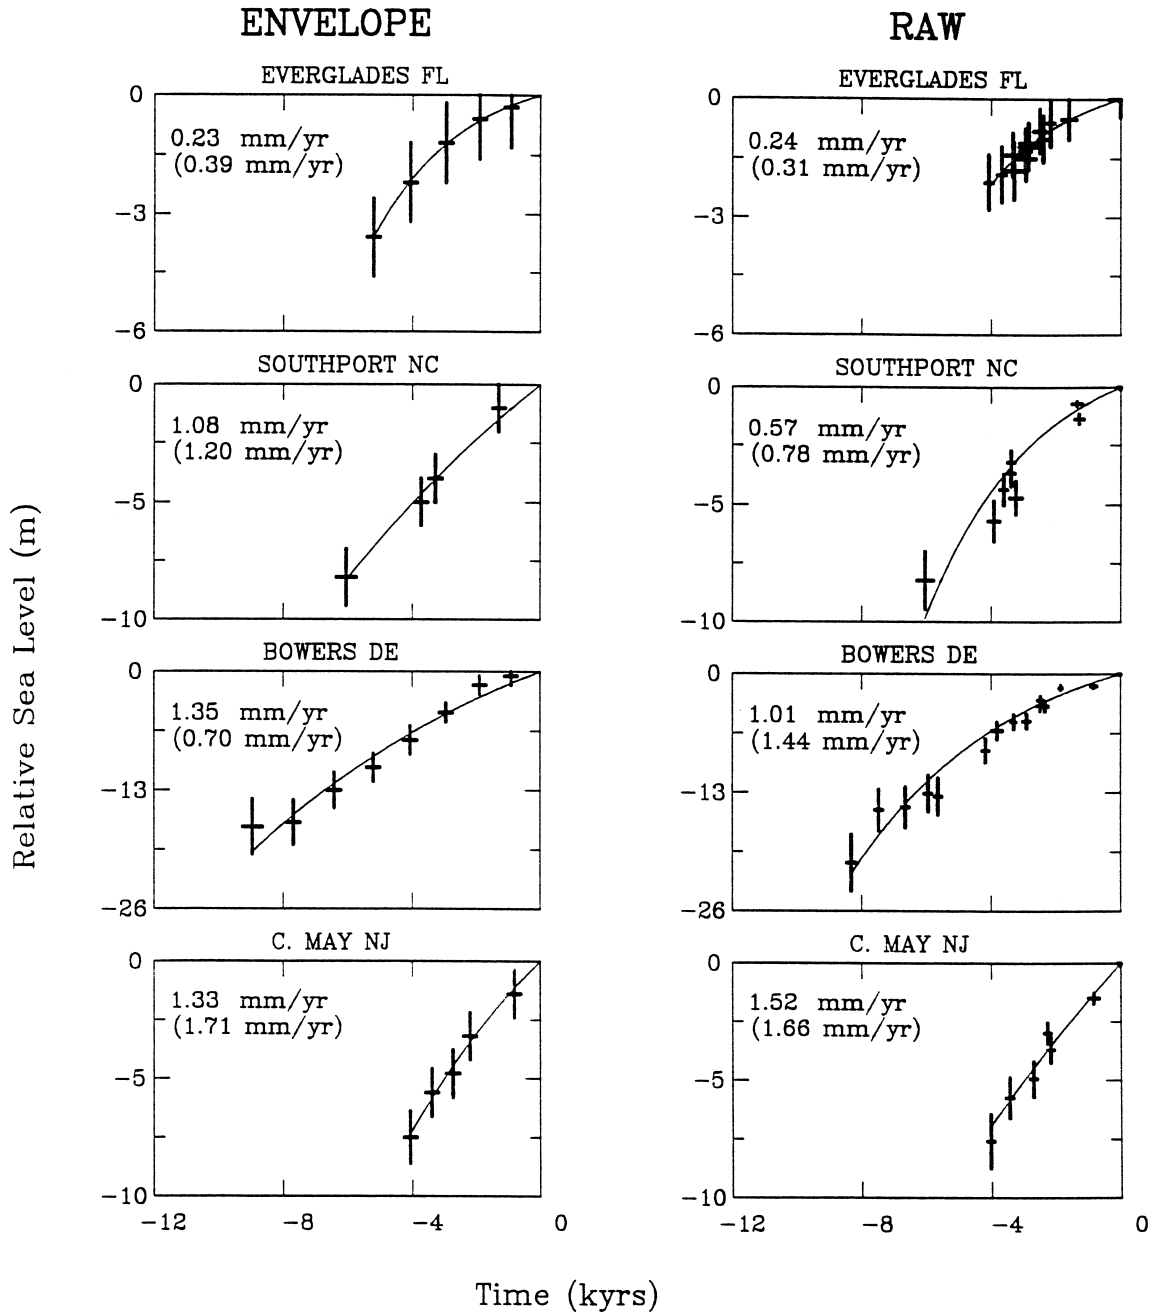 ENVELOPE
RAW
EVERGLADES FL
0
-3
-6
0.23 mm/yr
(0.39 mm/yr)
EVERGLADES FL
0
-3
-6
0.24 mm/yr
(0.31 mm/yr)
SOUTHPORT NC
0
-5
-10
1.08 mm/yr
(1.20 mm/yr)
SOUTHPORT NC
0
-5
-10
0.57 mm/yr
(0.78 mm/yr)
BOWERS DE
0
-13
-26
1.35 mm/yr
(0.70 mm/yr)
BOWERS DE
0
-13
-26
1.01 mm/yr
(1.44 mm/yr)
C. MAY NJ
0
-5
-10
1.33 mm/yr
(1.71 mm/yr)
C. MAY NJ
0
-5
-10
1.52 mm/yr
(1.66 mm/yr)
-12 -8 -4 0
-12 -8 -4 0
Relative Sea Level (m)
Time (kyrs)